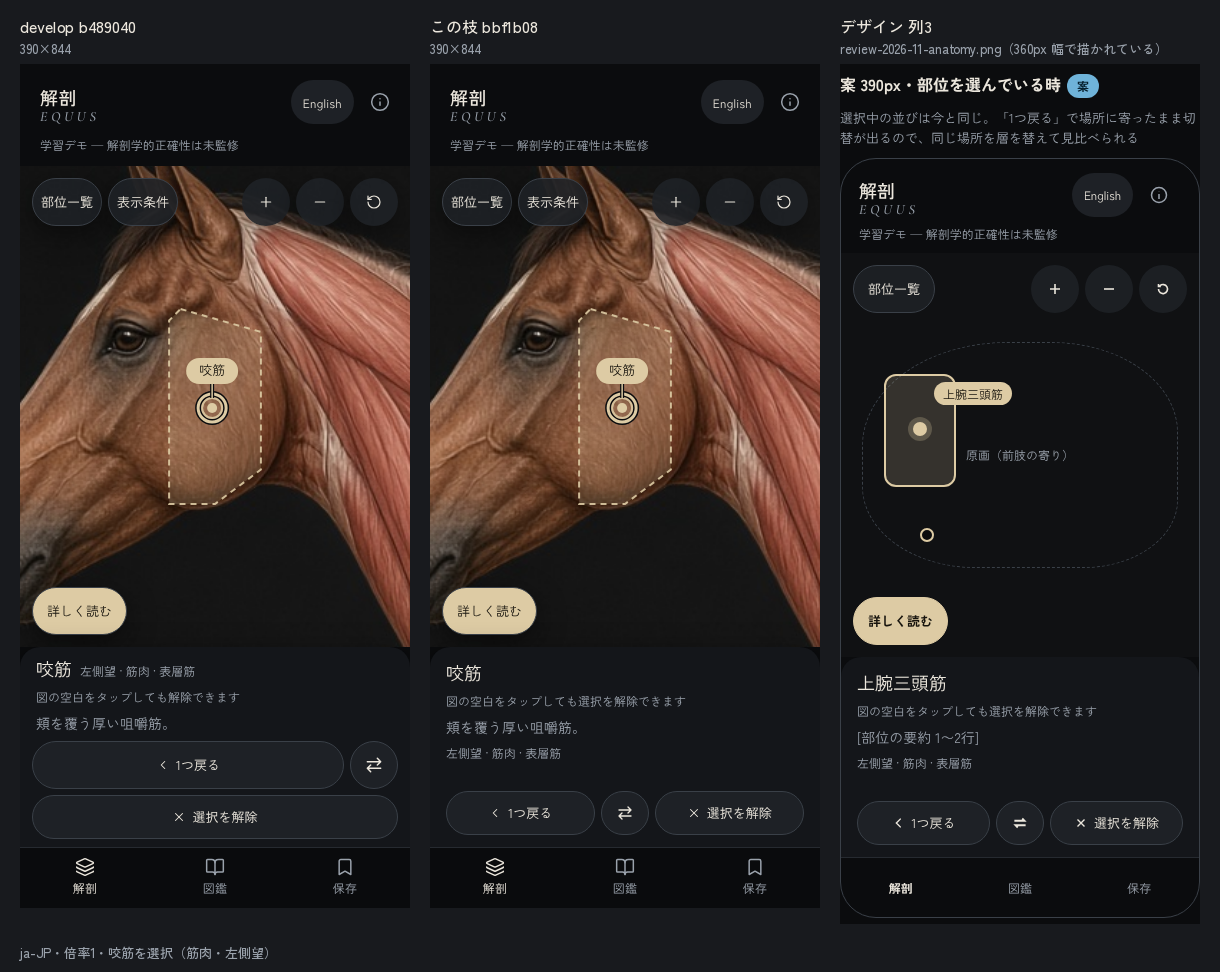 develop b489040
390×844
解剖
EQUUS
English
学習デモ — 解剖学的正確性は未監修
部位一覧
表示条件
咬筋
詳しく読む
咬筋 左側望 · 筋肉 · 表層筋
図の空白をタップしても解除できます
頬を覆う厚い咀嚼筋。
1つ戻る
選択を解除
解剖
図鑑
保存
この枝 bbf1b08
390×844
解剖
EQUUS
English
学習デモ — 解剖学的正確性は未監修
部位一覧
表示条件
咬筋
詳しく読む
咬筋
図の空白をタップしても選択を解除できます
頬を覆う厚い咀嚼筋。
左側望 · 筋肉 · 表層筋
1つ戻る
選択を解除
解剖
図鑑
保存
デザイン 列3
review-2026-11-anatomy.png（360px 幅で描かれている）
案 390px・部位を選んでいる時 案
選択中の並びは今と同じ。「1つ戻る」で場所に寄ったまま切
替が出るので、同じ場所を層を替えて見比べられる
解剖
EQUUS
English
学習デモ — 解剖学的正確性は未監修
部位一覧
上腕三頭筋
原画（前肢の寄り）
詳しく読む
上腕三頭筋
図の空白をタップしても選択を解除できます
[部位の要約 1〜2行]
左側望 · 筋肉 · 表層筋
1つ戻る
選択を解除
解剖
図鑑
保存
ja-JP・倍率1・咬筋を選択（筋肉・左側望）